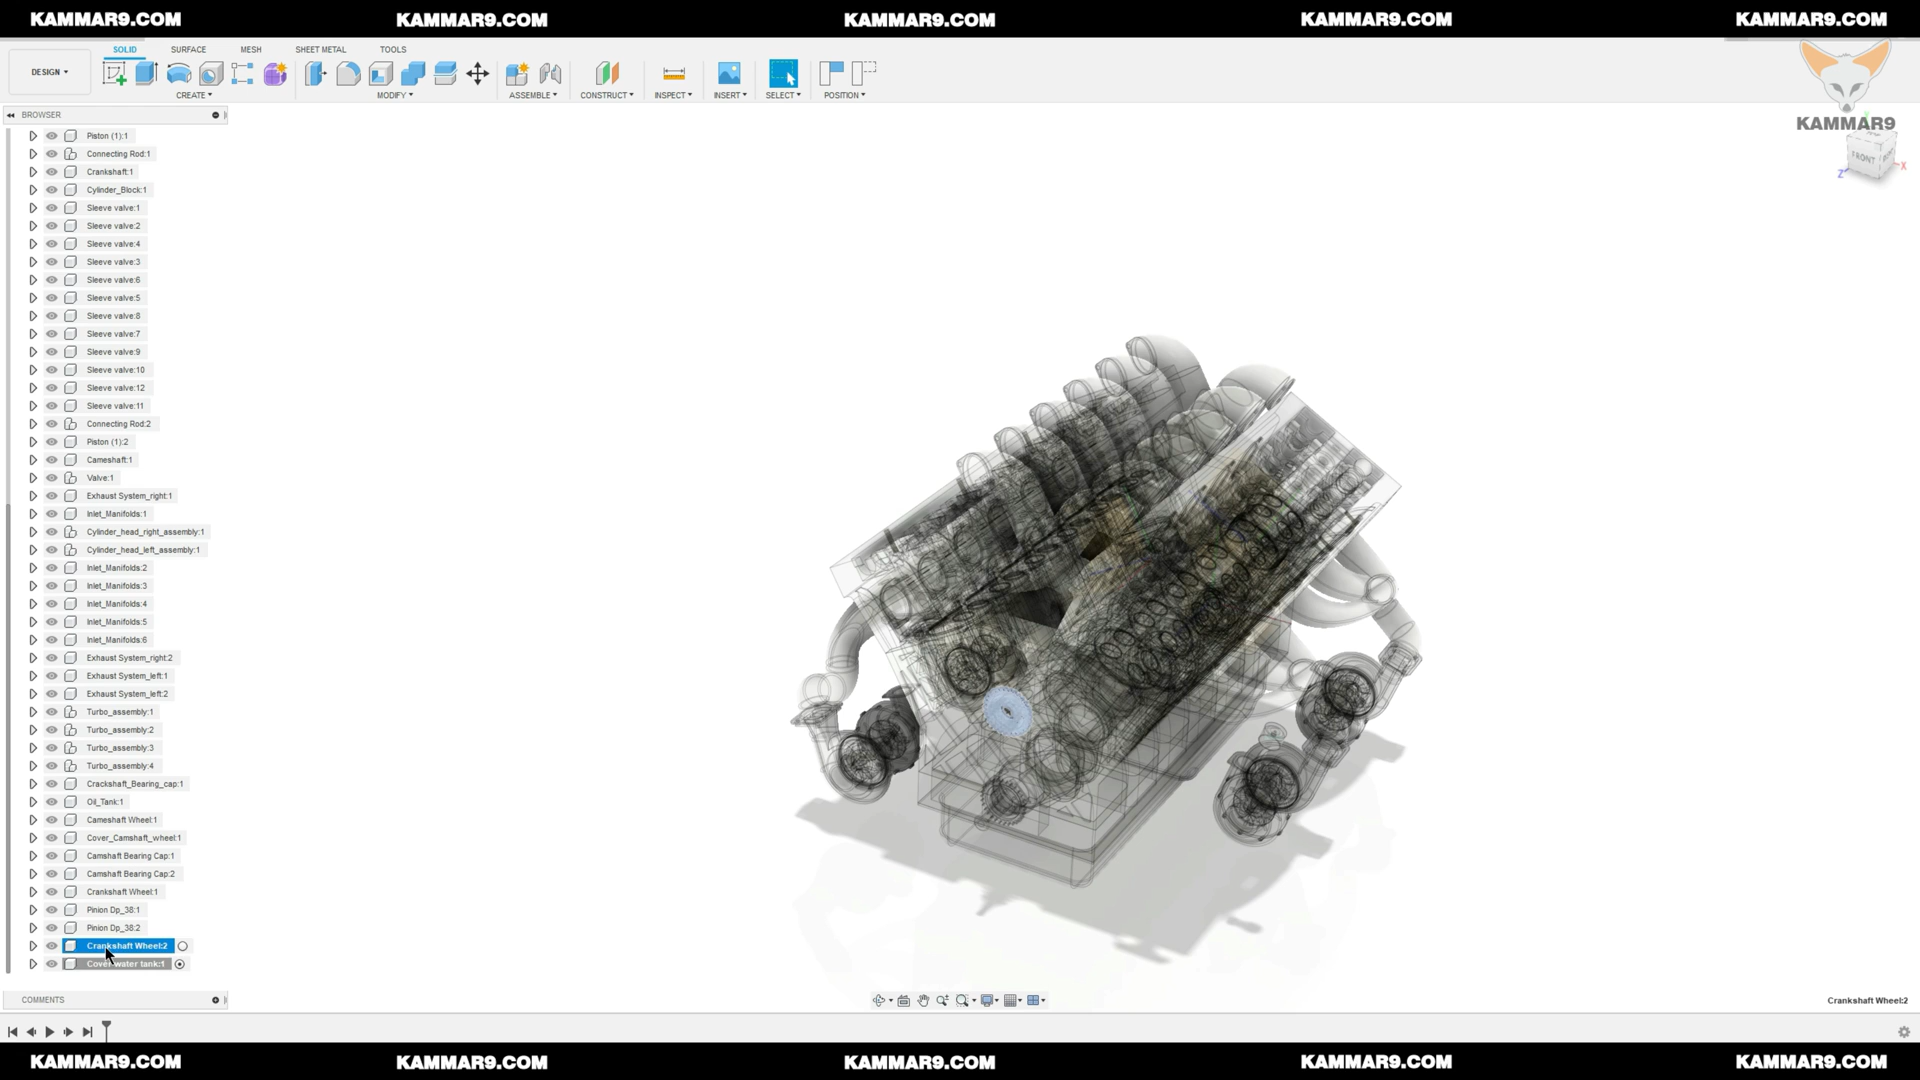 KAMMAR9.COM KAMMAR9.COM KAMMAR9.COM KAMMAR9.COM KAMMAR9.COM
SOLID SURFACE MESH SHEET METAL TOOLS
DESIGN
CREATE MODIFY ASSEMBLE CONSTRUCT INSPECT INSERT SELECT POSITION
BROWSER
KAMMAR9
FRONT
X
Z
Piston (1):1
Connecting Rod:1
Crankshaft:1
Cylinder_Block:1
Sleeve valve:1
Sleeve valve:2
Sleeve valve:4
Sleeve valve:3
Sleeve valve:6
Sleeve valve:5
Sleeve valve:8
Sleeve valve:7
Sleeve valve:9
Sleeve valve:10
Sleeve valve:12
Sleeve valve:11
Connecting Rod:2
Piston (1):2
Cameshaft:1
Valve:1
Exhaust System_right:1
Inlet_Manifolds:1
Cylinder_head_right_assembly:1
Cylinder_head_left_assembly:1
Inlet_Manifolds:2
Inlet_Manifolds:3
Inlet_Manifolds:4
Inlet_Manifolds:5
Inlet_Manifolds:6
Exhaust System_right:2
Exhaust System_left:1
Exhaust System_left:2
Turbo_assembly:1
Turbo_assembly:2
Turbo_assembly:3
Turbo_assembly:4
Crackshaft_Bearing_cap:1
Oil_Tank:1
Cameshaft Wheel:1
Cover_Camshaft_wheel:1
Camshaft Bearing Cap:1
Camshaft Bearing Cap:2
Crankshaft Wheel:1
Pinion Dp_38:1
Pinion Dp_38:2
Crankshaft Wheel:2
Cover water tank:1
COMMENTS
Crankshaft Wheel:2
KAMMAR9.COM KAMMAR9.COM KAMMAR9.COM KAMMAR9.COM KAMMAR9.COM